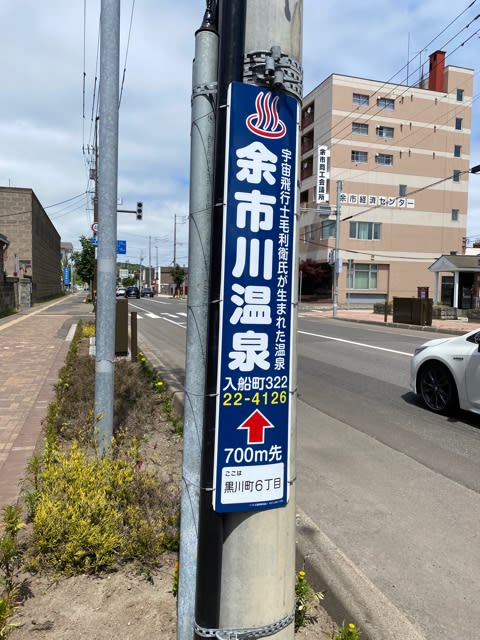 宇宙飛行士毛利衛氏が生まれた温泉
余市川温泉
入船町322
22-4126
700m先
ここは
黒川町6丁目
余市商工会議所
余市経済センター